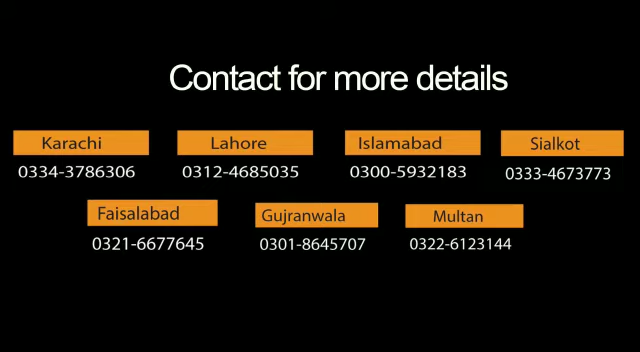 Contact for more details
Karachi Lahore Islamabad Sialkot
0334-3786306 0312-4685035 0300-5932183 0333-4673773
Faisalabad Gujranwala Multan
0321-6677645 0301-8645707 0322-6123144